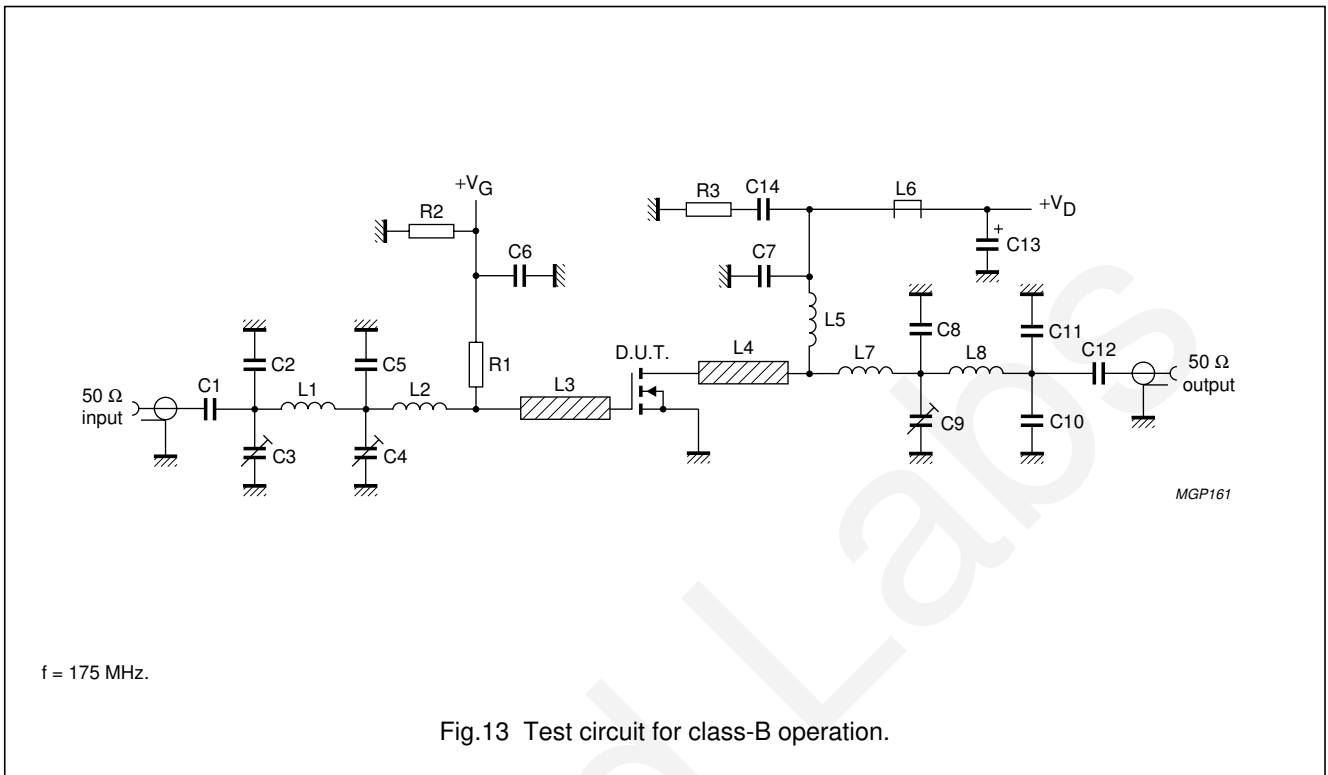 +VG
R2
C6
R1
C2
C5
50 Ω
input
C1
L1
L2
L3
C3
C4
D.U.T.
R3
C14
L6
+VD
C13
C7
L5
L4
L7
C8
L8
C11
C12
50 Ω
output
C9
C10
MGP161
f = 175 MHz.
Fig.13 Test circuit for class-B operation.
d Labs